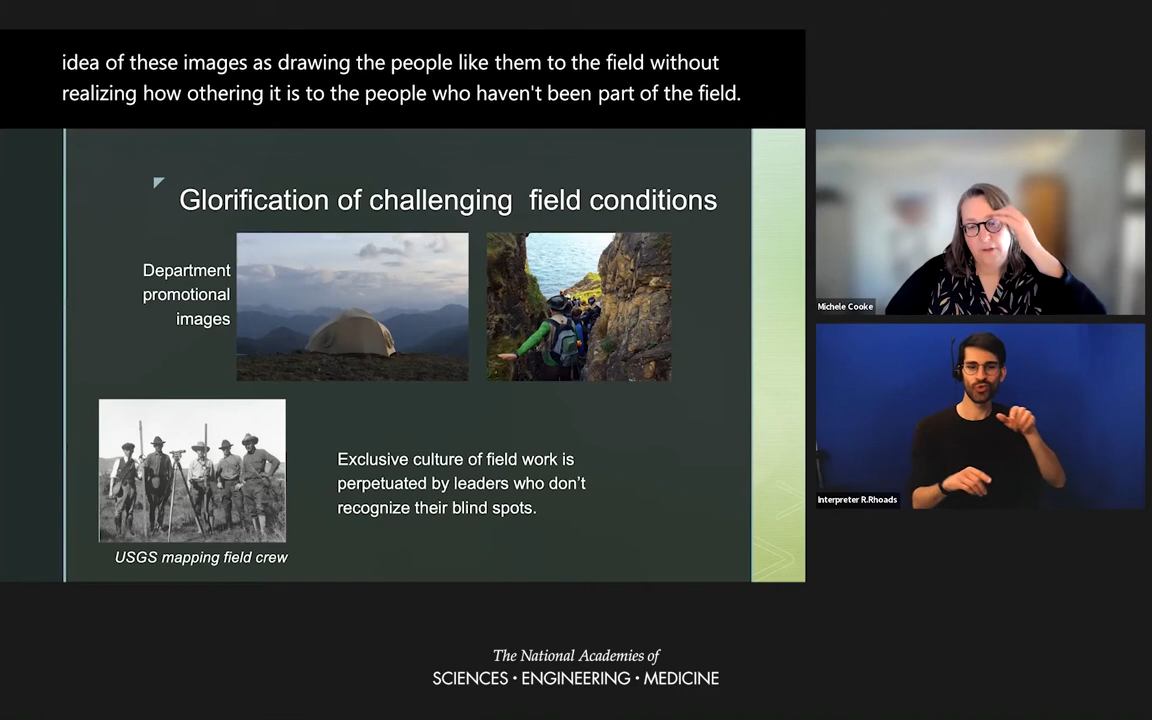 idea of these images as drawing the people like them to the field without
realizing how othering it is to the people who haven't been part of the field.
Glorification of challenging  field conditions
Department
promotional
images
Exclusive culture of field work is
perpetuated by leaders who don't
recognize their blind spots.
USGS mapping field crew
Michele Cooke
Interpreter R.Rhoads
The National Academies of
SCIENCES • ENGINEERING • MEDICINE